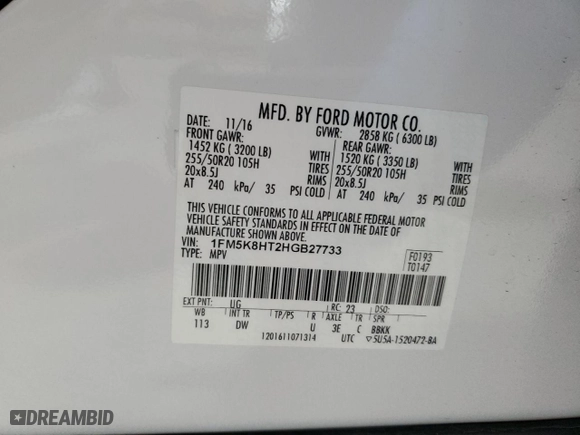 MFD. BY FORD MOTOR CO.
DATE: 11/16 GVWR: 2858 KG ( 6300 LB)
FRONT GAWR: REAR GAWR:
1452 KG ( 3200 LB) WITH 1520 KG ( 3350 LB) WITH
255/50R20 105H TIRES 255/50R20 105H TIRES
20x8.5J RIMS 20x8.5J RIMS
AT 240 kPa/ 35 PSI COLD AT 240 kPa/ 35 PSI COLD
THIS VEHICLE CONFORMS TO ALL APPLICABLE FEDERAL MOTOR
VEHICLE SAFETY STANDARDS IN EFFECT ON THE DATE OF
MANUFACTURE SHOWN ABOVE.
VIN: 1FM5K8HT2HGB27733 F0193
TYPE: MPV T0147
EXT PNT: UG RC: 23 DSO:
WB INT TR TP/PS R AXLE TR SPR
113 DW U 3E C BBKK
1201611071314 UTC ▽5U5A-1520472-BA
DREAMBID